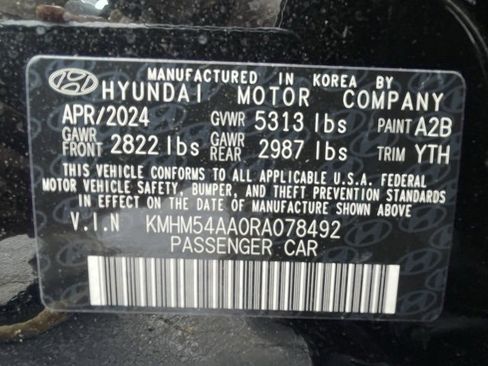 MANUFACTURED IN KOREA BY
HYUNDAI MOTOR COMPANY
APR/2024 GVWR 5313 lbs PAINT A2B
GAWR FRONT 2822 lbs GAWR REAR 2987 lbs TRIM YTH
THIS VEHICLE CONFORMS TO ALL APPLICABLE U.S.A. FEDERAL
MOTOR VEHICLE SAFETY, BUMPER, AND THEFT PREVENTION STANDARDS
IN EFFECT ON THE DATE OF MANUFACTURE SHOWN ABOVE.
V.I.N KMHM54AA0RA078492
PASSENGER CAR